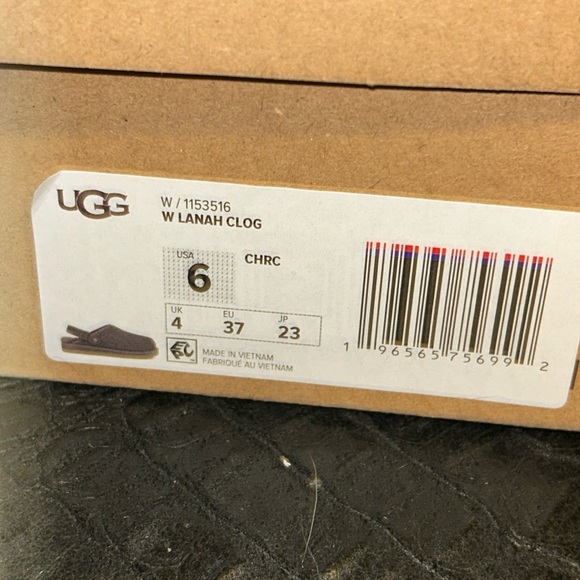 UGG
W / 1153516
W LANAH CLOG
USA
6
CHRC
UK
4
EU
37
JP
23
MADE IN VIETNAM
FABRIQUÉ AU VIETNAM
1 96565 75699 2